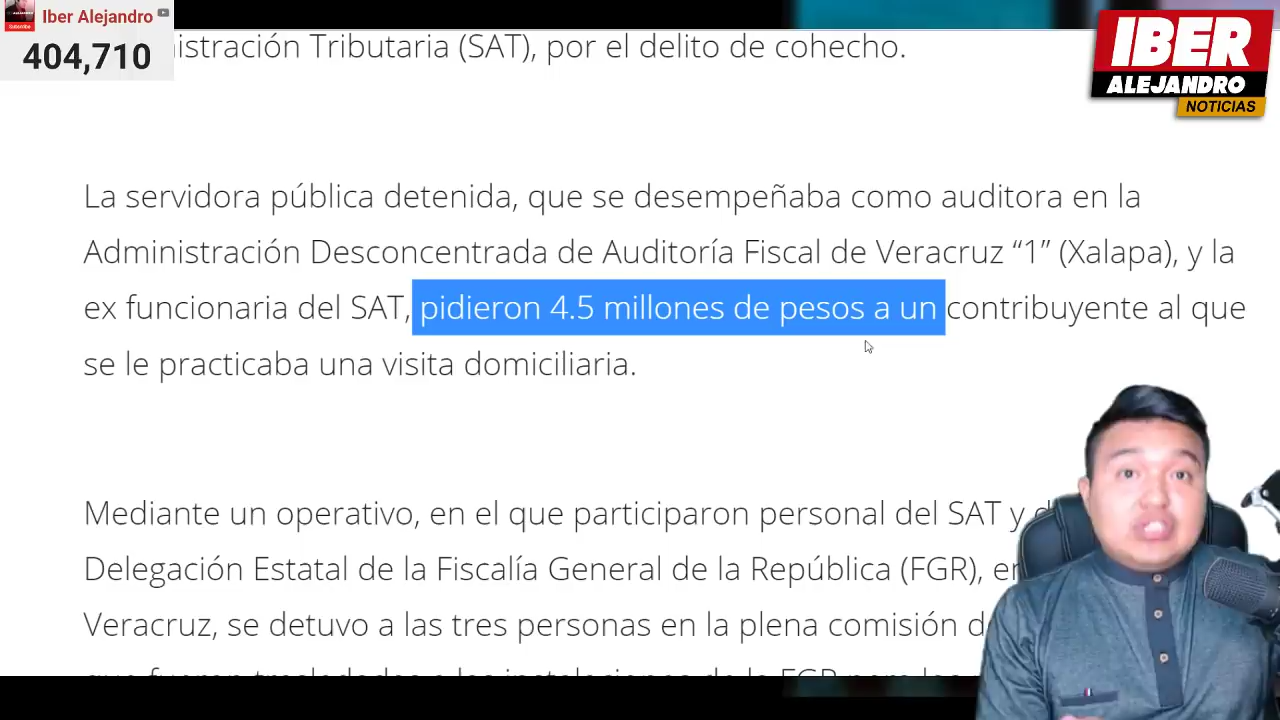 Iber Alejandro
Subscribe
404,710
IBER
ALEJANDRO
NOTICIAS
istración Tributaria (SAT), por el delito de cohecho.
La servidora pública detenida, que se desempeñaba como auditora en la
Administración Desconcentrada de Auditoría Fiscal de Veracruz “1” (Xalapa), y la
ex funcionaria del SAT, pidieron 4.5 millones de pesos a un contribuyente al que
se le practicaba una visita domiciliaria.
Mediante un operativo, en el que participaron personal del SAT y
Delegación Estatal de la Fiscalía General de la República (FGR), en
Veracruz, se detuvo a las tres personas en la plena comisión